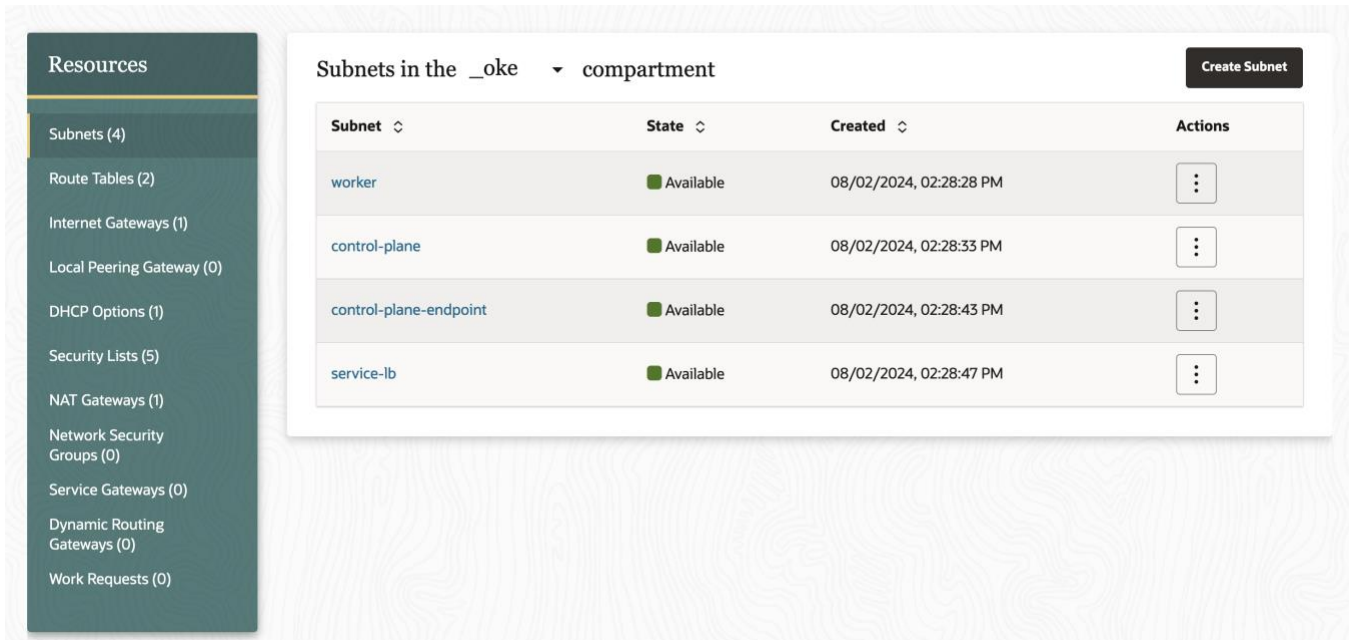 Resources
Subnets (4)
Route Tables (2)
Internet Gateways (1)
Local Peering Gateway (0)
DHCP Options (1)
Security Lists (5)
NAT Gateways (1)
Network Security
Groups (0)
Service Gateways (0)
Dynamic Routing
Gateways (0)
Work Requests (0)
Subnets in the _oke compartment
Create Subnet
Subnet State Created Actions
worker Available 08/02/2024, 02:28:28 PM
control-plane Available 08/02/2024, 02:28:33 PM
control-plane-endpoint Available 08/02/2024, 02:28:43 PM
service-lb Available 08/02/2024, 02:28:47 PM